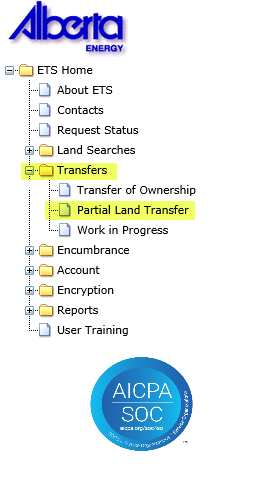 Alberta
ENERGY
ETS Home
About ETS
Contacts
Request Status
Land Searches
Transfers
Transfer of Ownership
Partial Land Transfer
Work in Progress
Encumbrance
Account
Encryption
Reports
User Training
AICPA
SOC
aicpa.org/soc4so
TM